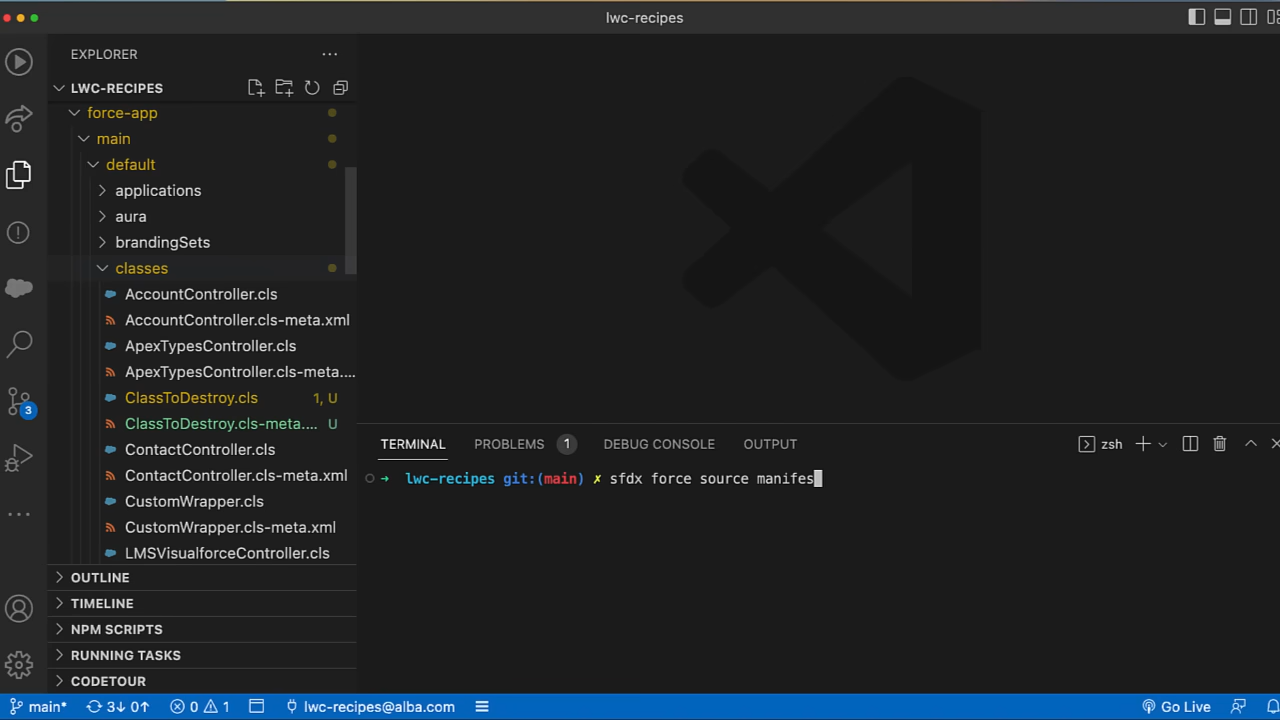 lwc-recipes
EXPLORER
LWC-RECIPES
force-app
main
default
applications
aura
brandingSets
classes
AccountController.cls
AccountController.cls-meta.xml
ApexTypesController.cls
ApexTypesController.cls-meta....
ClassToDestroy.cls 1, U
ClassToDestroy.cls-meta.... U
ContactController.cls
ContactController.cls-meta.xml
CustomWrapper.cls
CustomWrapper.cls-meta.xml
LMSVisualforceController.cls
OUTLINE
TIMELINE
NPM SCRIPTS
RUNNING TASKS
CODETOUR
3
TERMINAL PROBLEMS 1 DEBUG CONSOLE OUTPUT zsh
➜ lwc-recipes git:(main) ✗ sfdx force source manifes
main* 3↓ 0↑ 0 1 lwc-recipes@alba.com Go Live